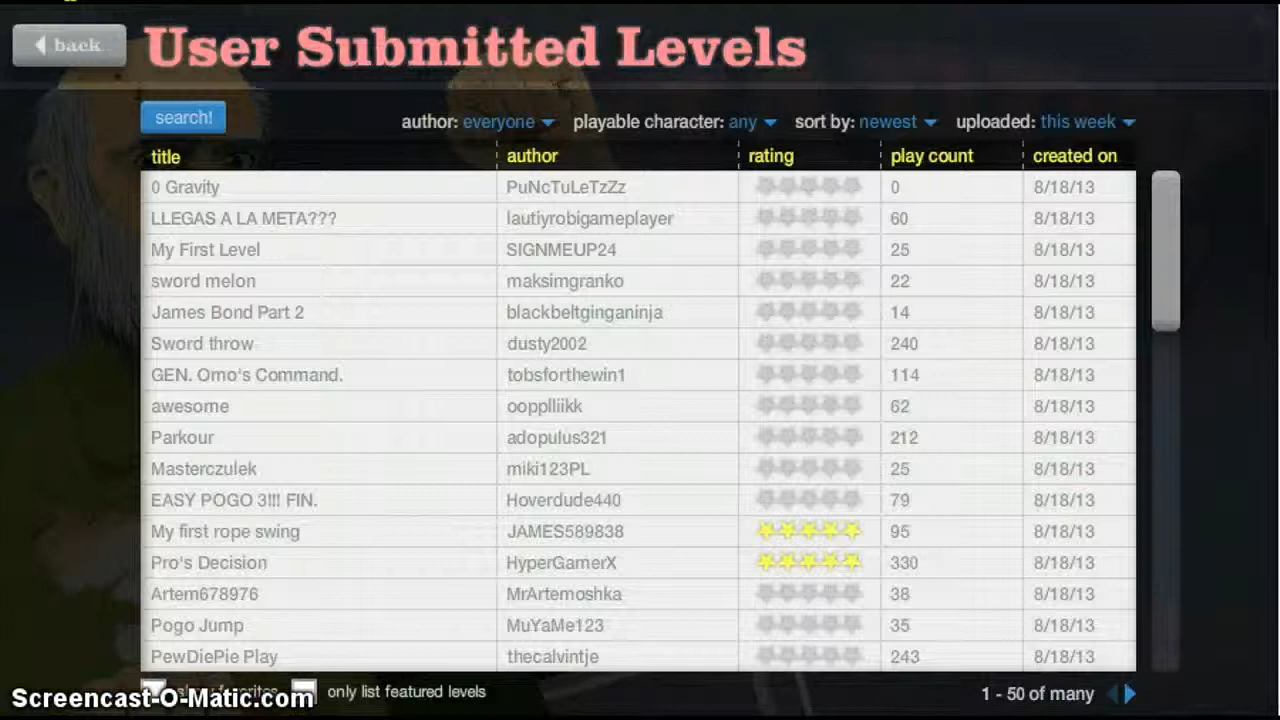 back
User Submitted Levels
search!
author: everyone playable character: any sort by: newest uploaded: this week
title author rating play count created on
0 Gravity PuNcTuLeTzZz 0 8/18/13
LLEGAS A LA META??? lautiyrobigameplayer 60 8/18/13
My First Level SIGNMEUP24 25 8/18/13
sword melon maksimgranko 22 8/18/13
James Bond Part 2 blackbeltginganinja 14 8/18/13
Sword throw dusty2002 240 8/18/13
GEN. Omo's Command. tobsforthewin1 114 8/18/13
awesome oopplliikk 62 8/18/13
Parkour adopulus321 212 8/18/13
Masterczulek miki123PL 25 8/18/13
EASY POGO 3!!! FIN. Hoverdude440 79 8/18/13
My first rope swing JAMES589838 95 8/18/13
Pro's Decision HyperGamerX 330 8/18/13
Artem678976 MrArtemoshka 38 8/18/13
Pogo Jump MuYaMe123 35 8/18/13
PewDiePie Play thecalvintje 243 8/18/13
only list featured levels 1 - 50 of many
Screencast-O-Matic.com